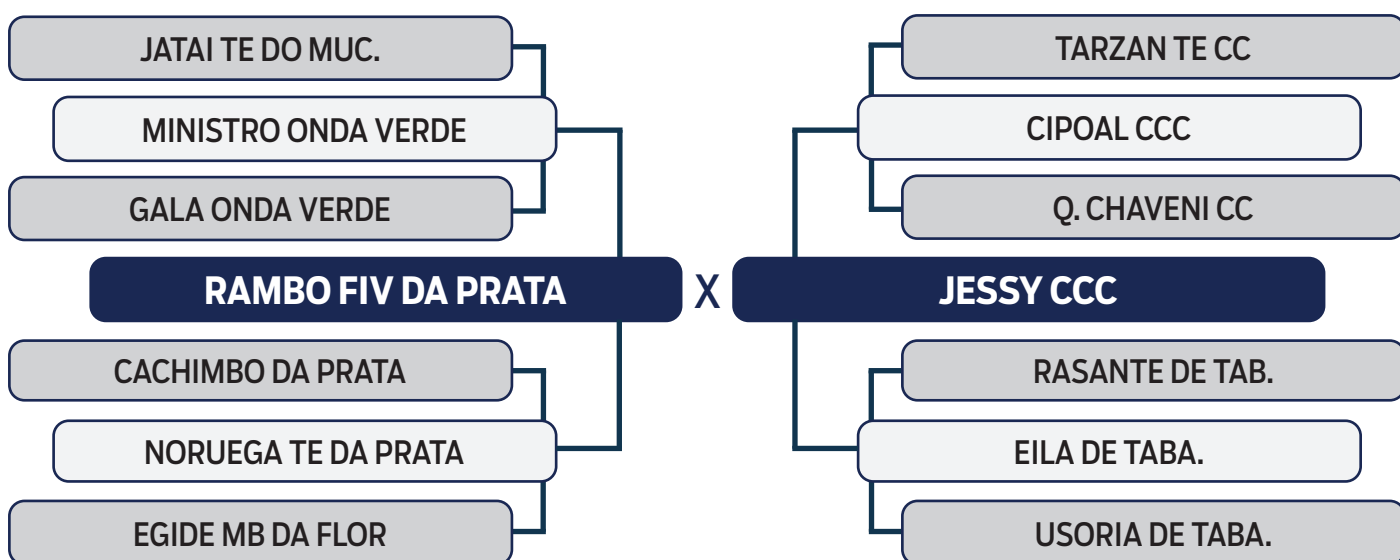 JATAI TE DO MUC.
MINISTRO ONDA VERDE
GALA ONDA VERDE
RAMBO FIV DA PRATA
CACHIMBO DA PRATA
NORUEGA TE DA PRATA
EGIDE MB DA FLOR
X
TARZAN TE CC
CIPOAL CCC
Q. CHAVENI CC
JESSY CCC
RASANTE DE TAB.
EILA DE TABA.
USORIA DE TABA.